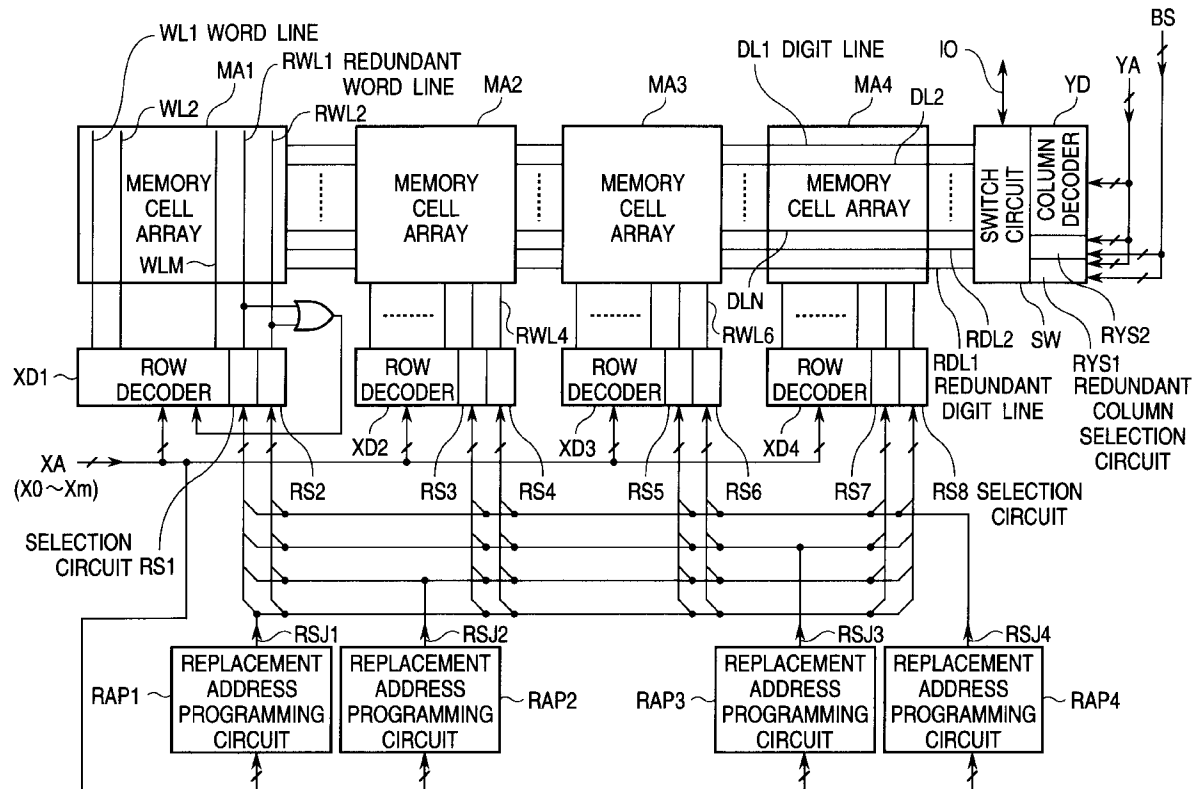 WL1 WORD LINE
MA1
RWL1 REDUNDANT
WORD LINE
WL2
RWL2
MA2
MA3
DL1 DIGIT LINE
MA4
DL2
IO
YD
YA
BS
MEMORY
CELL
ARRAY
WLM
MEMORY
CELL
ARRAY
MEMORY
CELL
ARRAY
MEMORY
CELL ARRAY
SWITCH
CIRCUIT
COLUMN
DECODER
DLN
RWL4
RWL6
RDL2
SW
RYS2
RDL1
REDUNDANT
DIGIT LINE
RYS1
REDUNDANT
COLUMN
SELECTION
CIRCUIT
XD1
ROW
DECODER
ROW
DECODER
ROW
DECODER
ROW
DECODER
XD2
XD3
XD4
XA
(X0~Xm)
RS2
RS3
RS4
RS5
RS6
RS7
RS8 SELECTION
CIRCUIT
SELECTION
CIRCUIT RS1
RSJ1
RSJ2
RSJ3
RSJ4
RAP1
REPLACEMENT
ADDRESS
PROGRAMMING
CIRCUIT
REPLACEMENT
ADDRESS
PROGRAMMING
CIRCUIT
RAP2
RAP3
REPLACEMENT
ADDRESS
PROGRAMMING
CIRCUIT
REPLACEMENT
ADDRESS
PROGRAMMING
CIRCUIT
RAP4